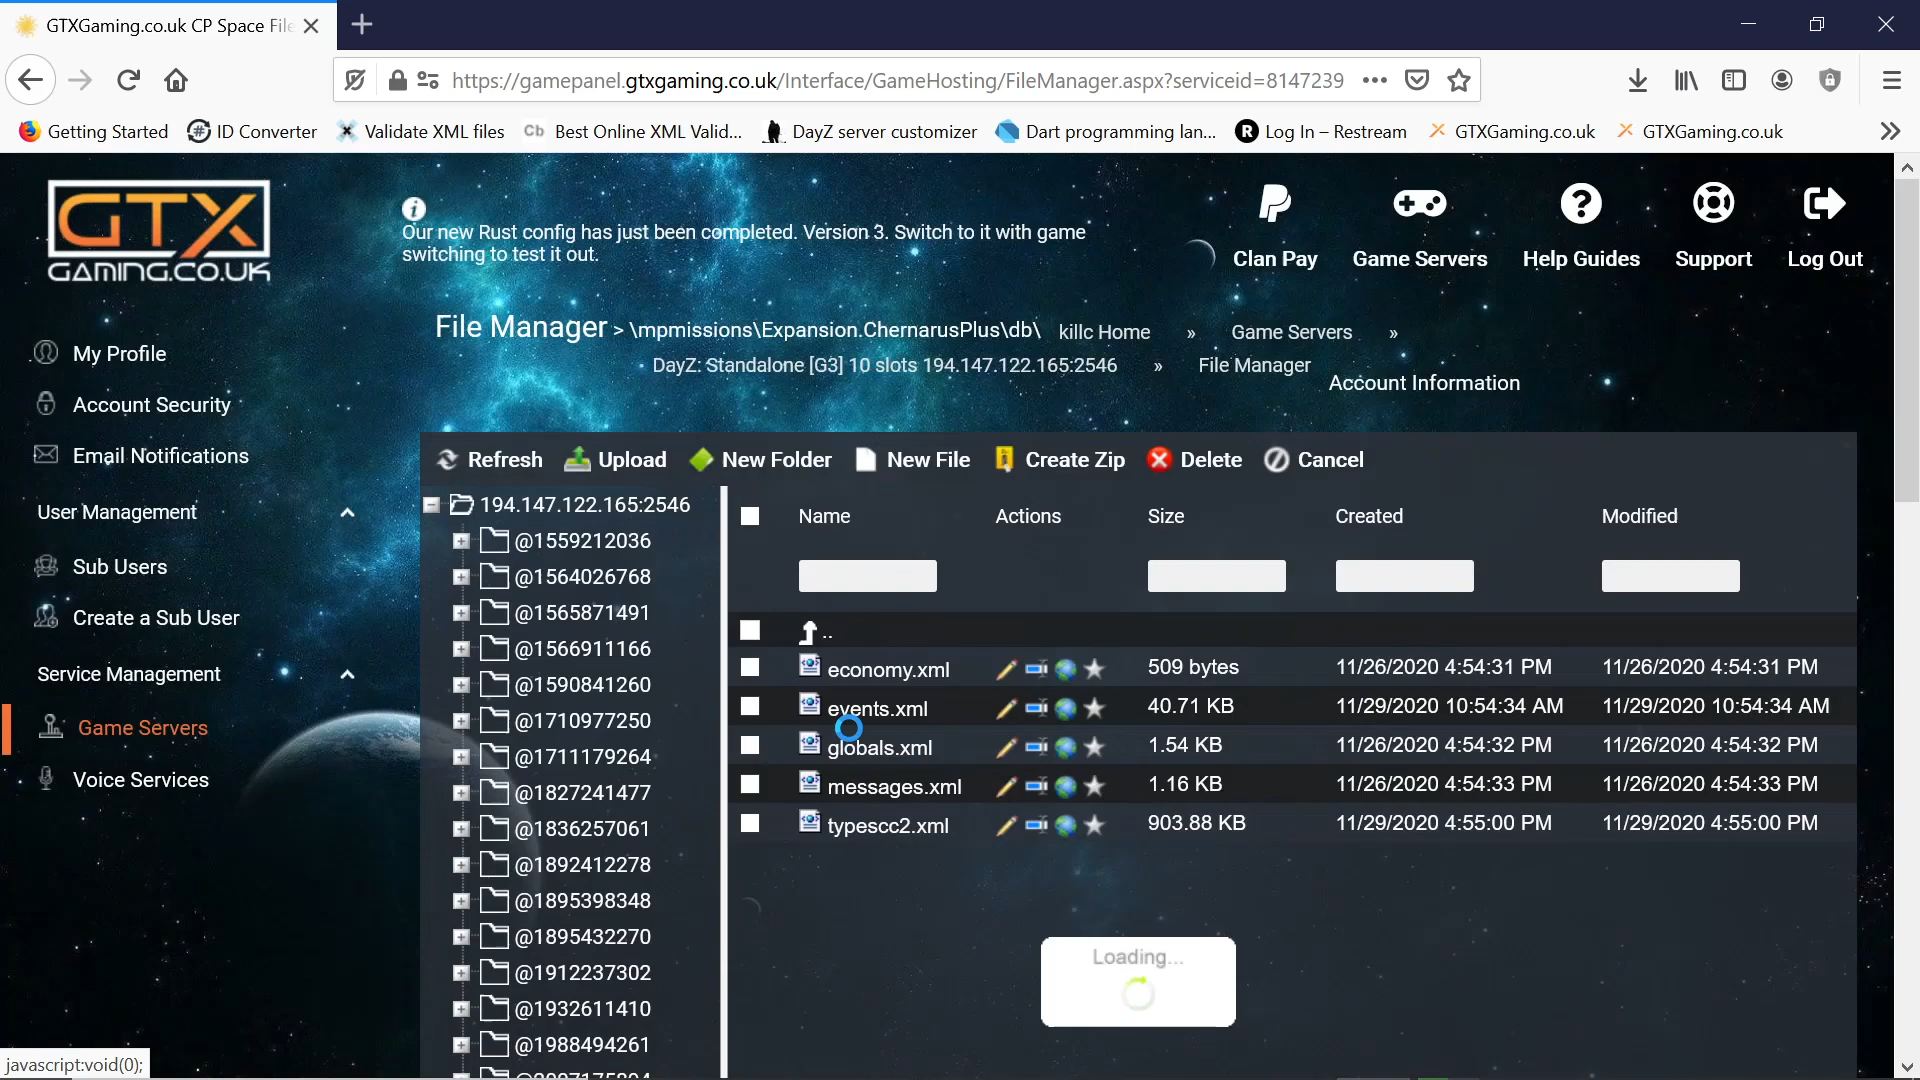 GTXGaming.co.uk CP Space File
https://gamepanel.gtxgaming.co.uk/Interface/GameHosting/FileManager.aspx?serviceid=8147239
Getting Started ID Converter Validate XML files Cb Best Online XML Valid... DayZ server customizer Dart programming lan... R Log In – Restream GTXGaming.co.uk GTXGaming.co.uk
GTX
GAMING.CO.UK
Our new Rust config has just been completed. Version 3. Switch to it with game
switching to test it out.
Clan Pay Game Servers Help Guides Support Log Out
File Manager > \mpmissions\Expansion.ChernarusPlus\db\ killc Home » Game Servers »
DayZ: Standalone [G3] 10 slots 194.147.122.165:2546 » File Manager
Account Information
My Profile
Account Security
Email Notifications
User Management
Sub Users
Create a Sub User
Service Management
Game Servers
Voice Services
Refresh Upload New Folder New File Create Zip Delete Cancel
194.147.122.165:2546
@1559212036
@1564026768
@1565871491
@1566911166
@1590841260
@1710977250
@1711179264
@1827241477
@1836257061
@1892412278
@1895398348
@1895432270
@1912237302
@1932611410
@1988494261
Name Actions Size Created Modified
..
economy.xml 509 bytes 11/26/2020 4:54:31 PM 11/26/2020 4:54:31 PM
events.xml 40.71 KB 11/29/2020 10:54:34 AM 11/29/2020 10:54:34 AM
globals.xml 1.54 KB 11/26/2020 4:54:32 PM 11/26/2020 4:54:32 PM
messages.xml 1.16 KB 11/26/2020 4:54:33 PM 11/26/2020 4:54:33 PM
typescc2.xml 903.88 KB 11/29/2020 4:55:00 PM 11/29/2020 4:55:00 PM
Loading...
javascript:void(0);